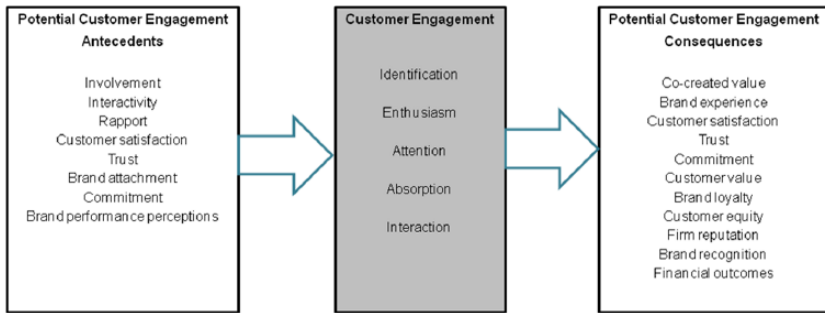 Potential Customer Engagement
Antecedents
Involvement
Interactivity
Rapport
Customer satisfaction
Trust
Brand attachment
Commitment
Brand performance perceptions
Customer Engagement
Identification
Enthusiasm
Attention
Absorption
Interaction
Potential Customer Engagement
Consequences
Co-created value
Brand experience
Customer satisfaction
Trust
Commitment
Customer value
Brand loyalty
Customer equity
Firm reputation
Brand recognition
Financial outcomes